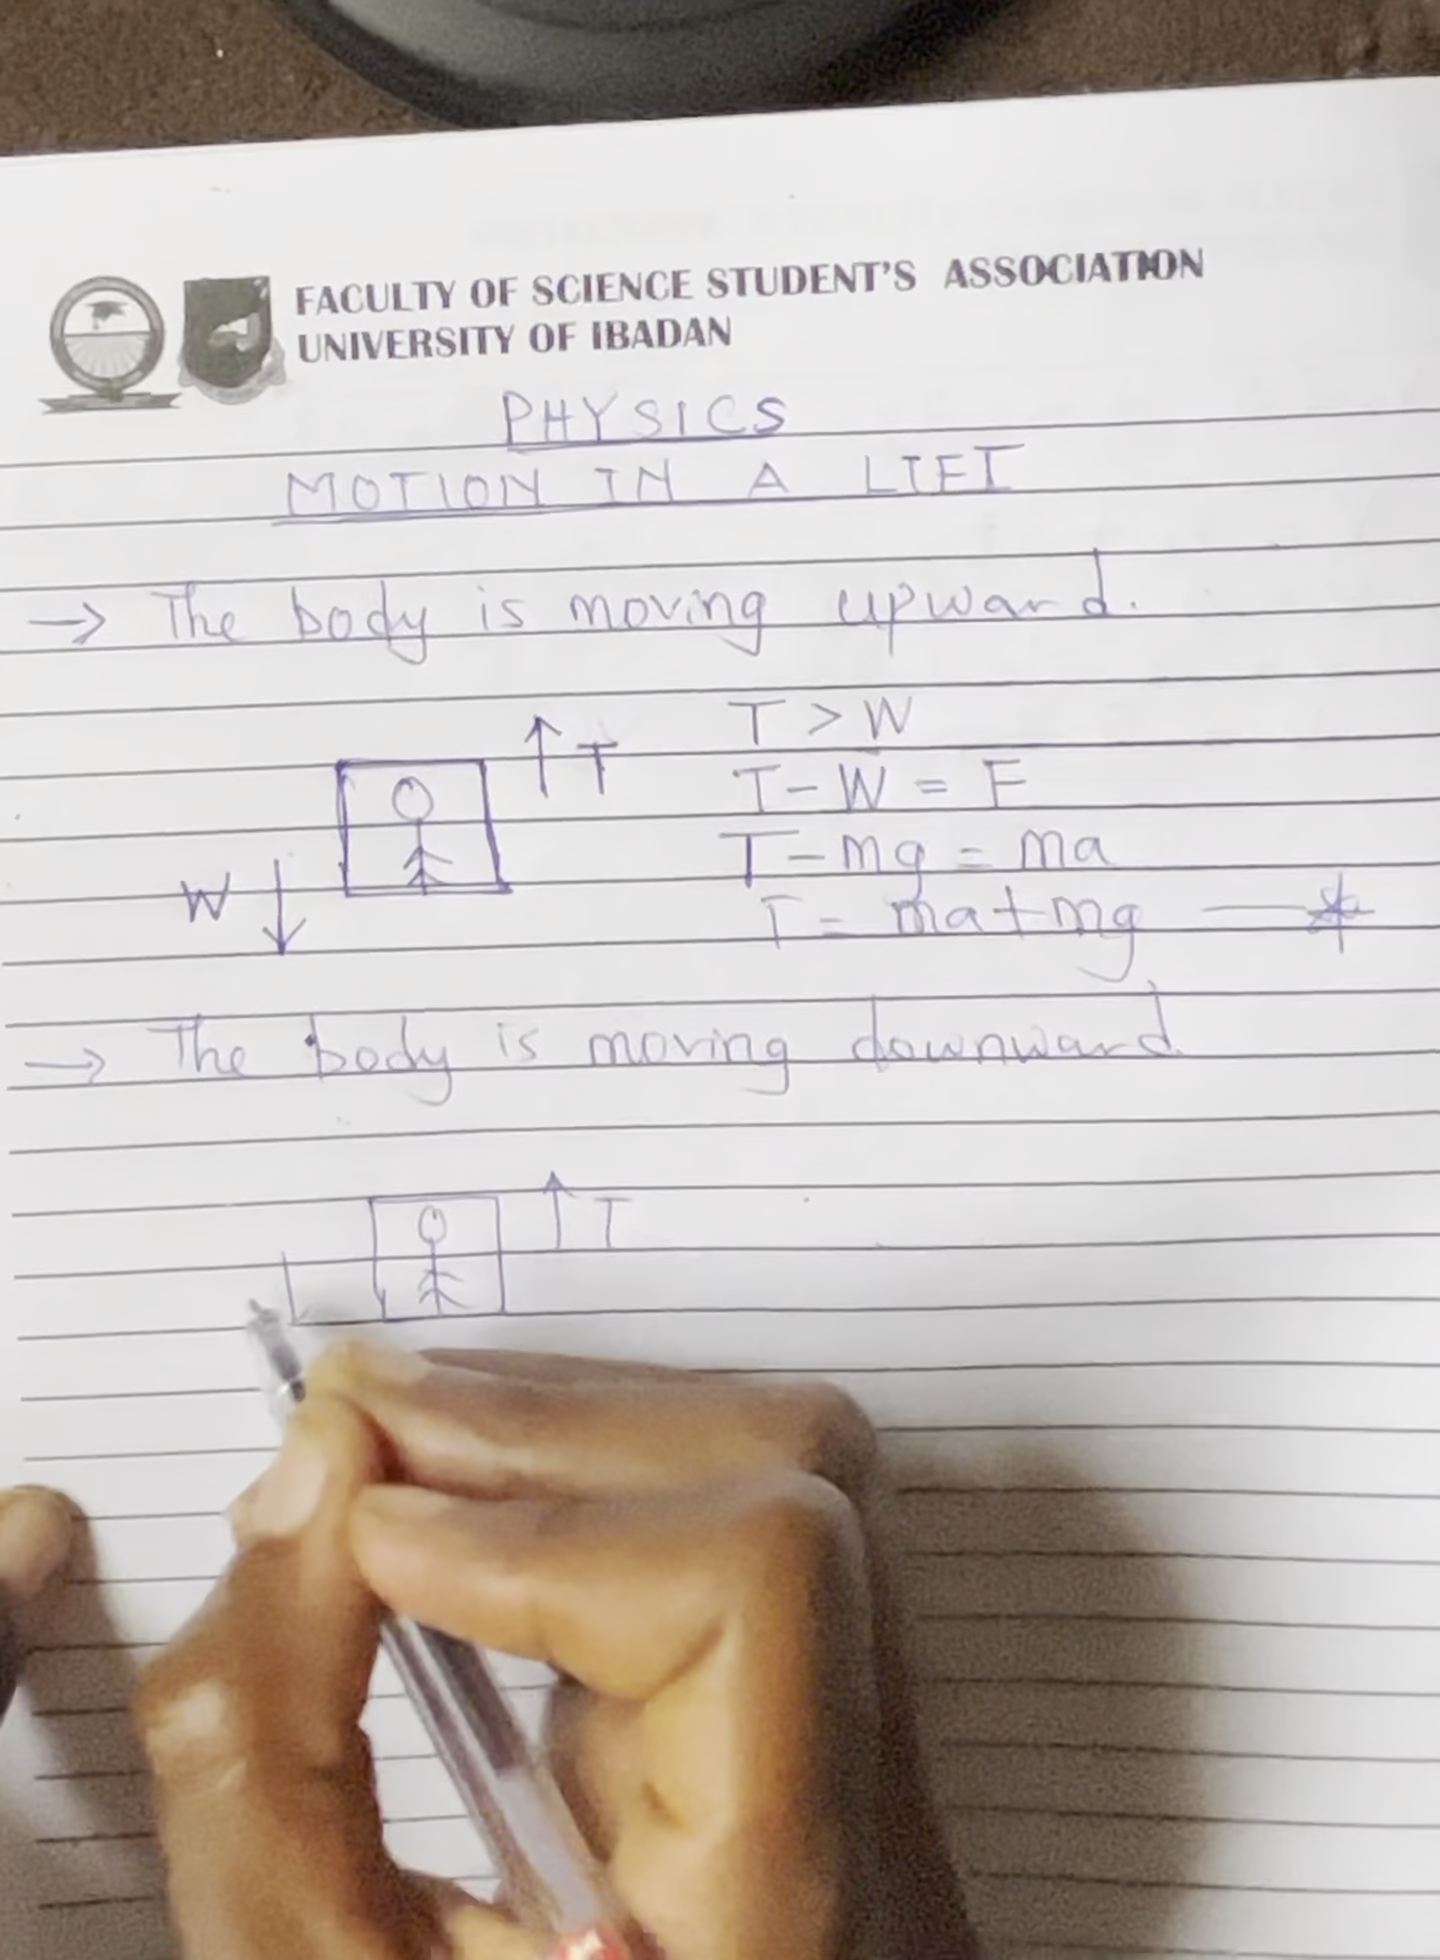 FACULTY OF SCIENCE STUDENT'S ASSOCIATION
UNIVERSITY OF IBADAN
PHYSICS
MOTION IN A LIFT
→ The body is moving upward.
↑ T
W ↓
T > W
T - W = F
T - mg = ma
T = ma + mg — *
→ The body is moving downward
↑ T